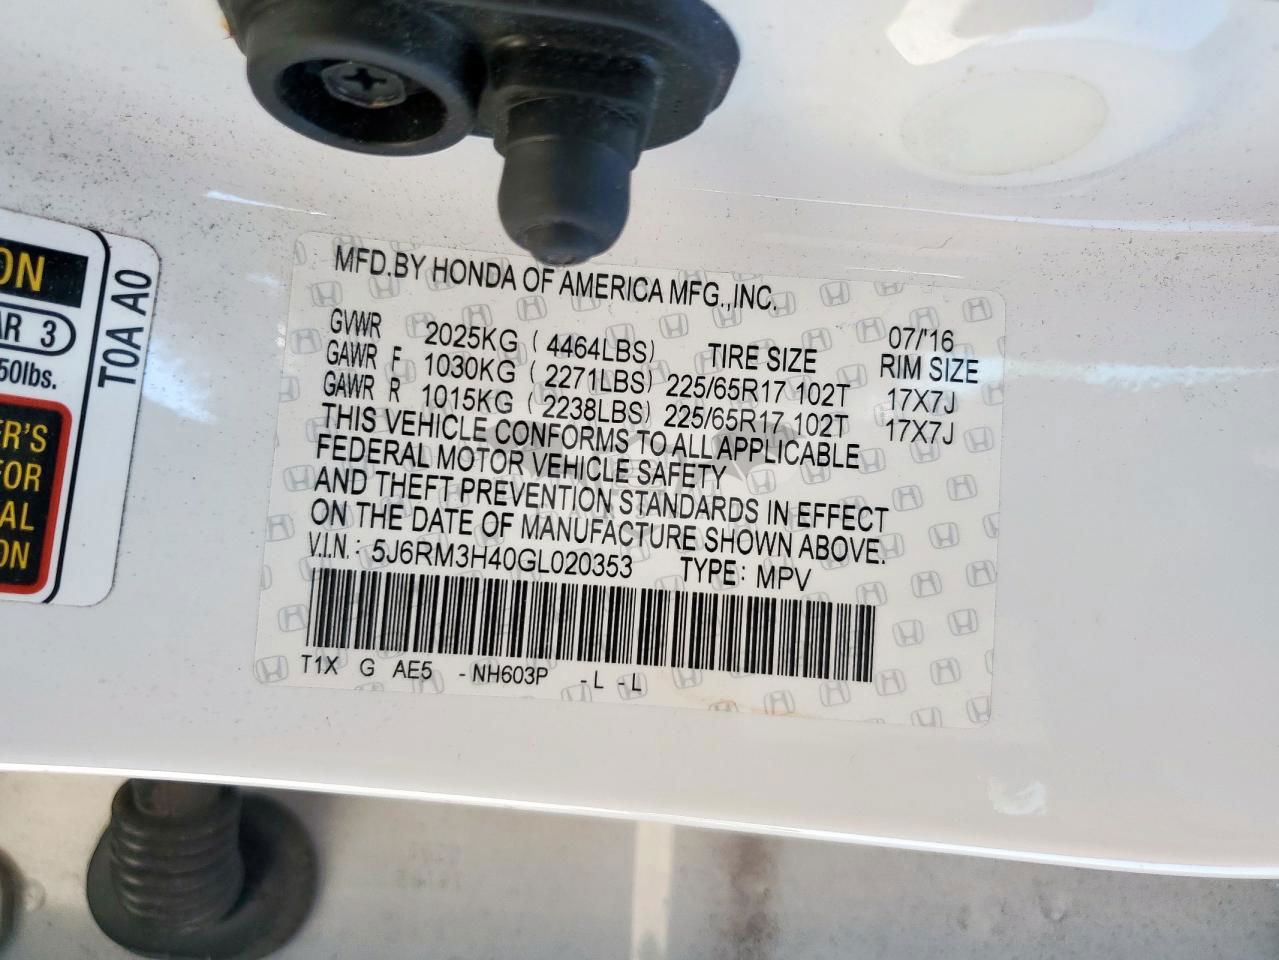 ON
AR 3
50lbs.
ER'S
FOR
AL
ON
T0A A0
MFD.BY HONDA OF AMERICA MFG.,INC.
07/'16
GVWR 2025KG ( 4464LBS) TIRE SIZE RIM SIZE
GAWR F 1030KG ( 2271LBS) 225/65R17 102T 17X7J
GAWR R 1015KG ( 2238LBS) 225/65R17 102T 17X7J
THIS VEHICLE CONFORMS TO ALL APPLICABLE
FEDERAL MOTOR VEHICLE SAFETY
AND THEFT PREVENTION STANDARDS IN EFFECT
ON THE DATE OF MANUFACTURE SHOWN ABOVE.
V.I.N.: 5J6RM3H40GL020353 TYPE: MPV
T1X G AE5 -NH603P -L -L